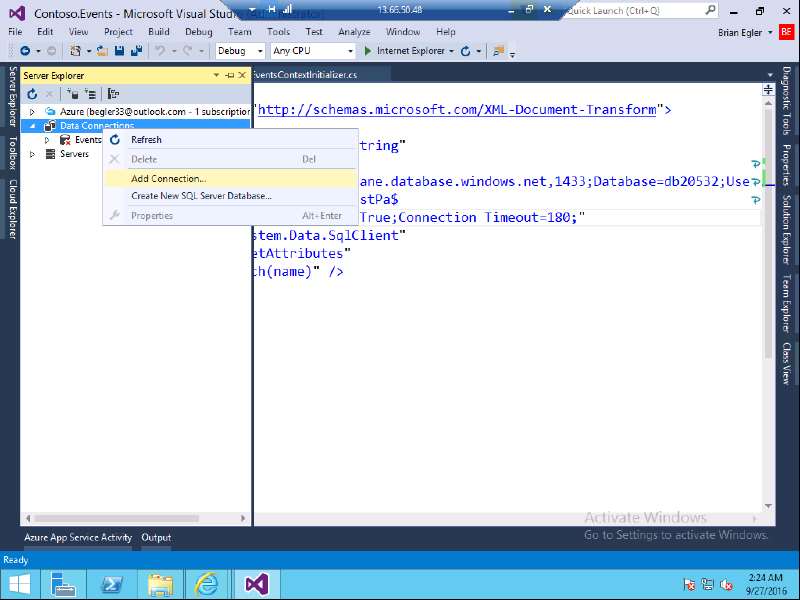 Contoso.Events - Microsoft Visual Stud
13.66.50.48
Quick Launch (Ctrl+Q)
File Edit View Project Build Debug Team Tools Test Analyze Window Help
Brian Egler
BE
Debug
Any CPU
Internet Explorer
Server Explorer
EventsContextInitializer.cs
Azure (begler33@outlook.com - 1 subscription
Data Connections
Events
Servers
Refresh
Delete Del
Add Connection...
Create New SQL Server Database...
Properties Alt+Enter
"http://schemas.microsoft.com/XML-Document-Transform">
tring"
ane.database.windows.net,1433;Database=db20532;Use
stPa$
True;Connection Timeout=180;"
stem.Data.SqlClient"
etAttributes"
ch(name)" />
Server Explorer
Toolbox
Cloud Explorer
Diagnostic Tools
Properties
Solution Explorer
Team Explorer
Class View
Activate Windows
Go to Settings to activate Windows.
Azure App Service Activity Output
Ready
2:24 AM
9/27/2016